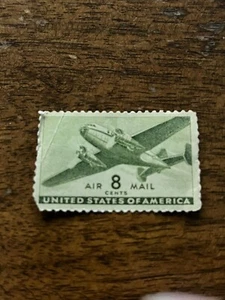 AIR 8 MAIL
CENTS
UNITED STATES OF AMERICA